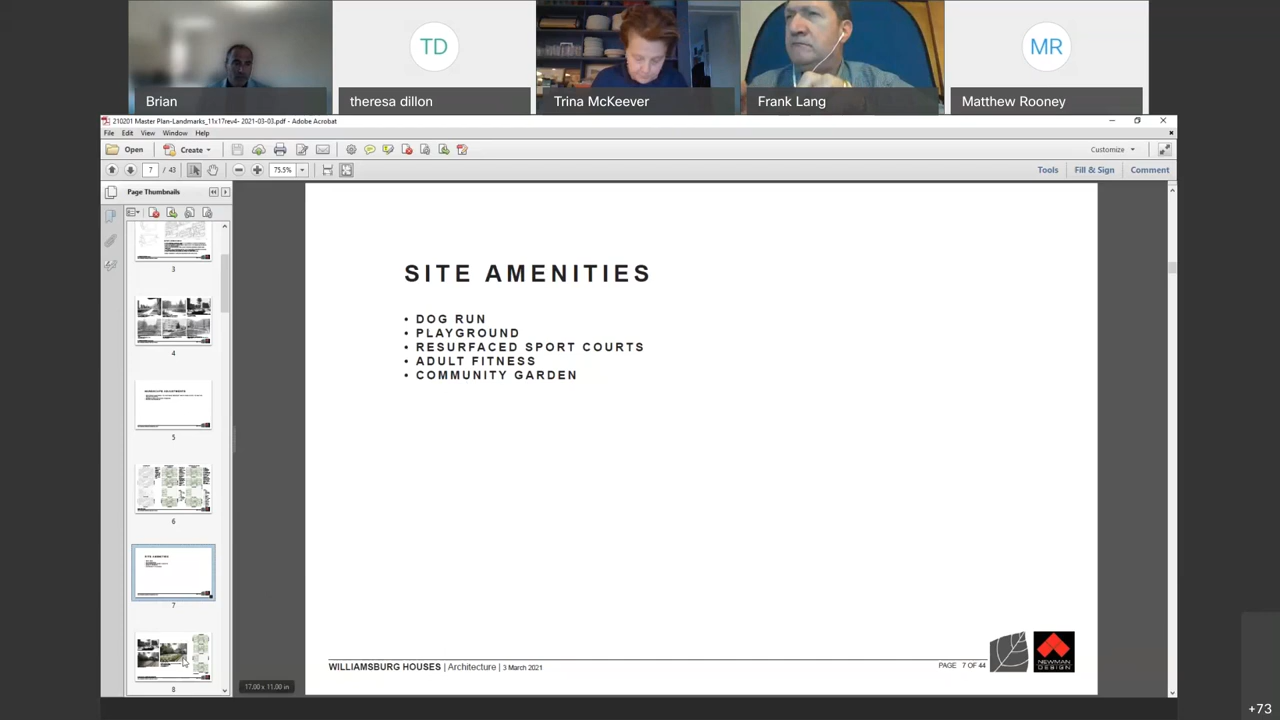 TD
MR
Brian
theresa dillon
Trina McKeever
Frank Lang
Matthew Rooney
210201 Master Plan-Landmarks_11x17rev4- 2021-03-03.pdf - Adobe Acrobat
File Edit View Window Help
Open
Create
Customize
7 / 43
75.5%
Tools
Fill & Sign
Comment
Page Thumbnails
3
4
5
6
7
8
SITE AMENITIES
• DOG RUN
• PLAYGROUND
• RESURFACED SPORT COURTS
• ADULT FITNESS
• COMMUNITY GARDEN
WILLIAMSBURG HOUSES | Architecture | 3 March 2021
PAGE 7 OF 44
NEWMAN
DESIGN
17.00 x 11.00 in
+73